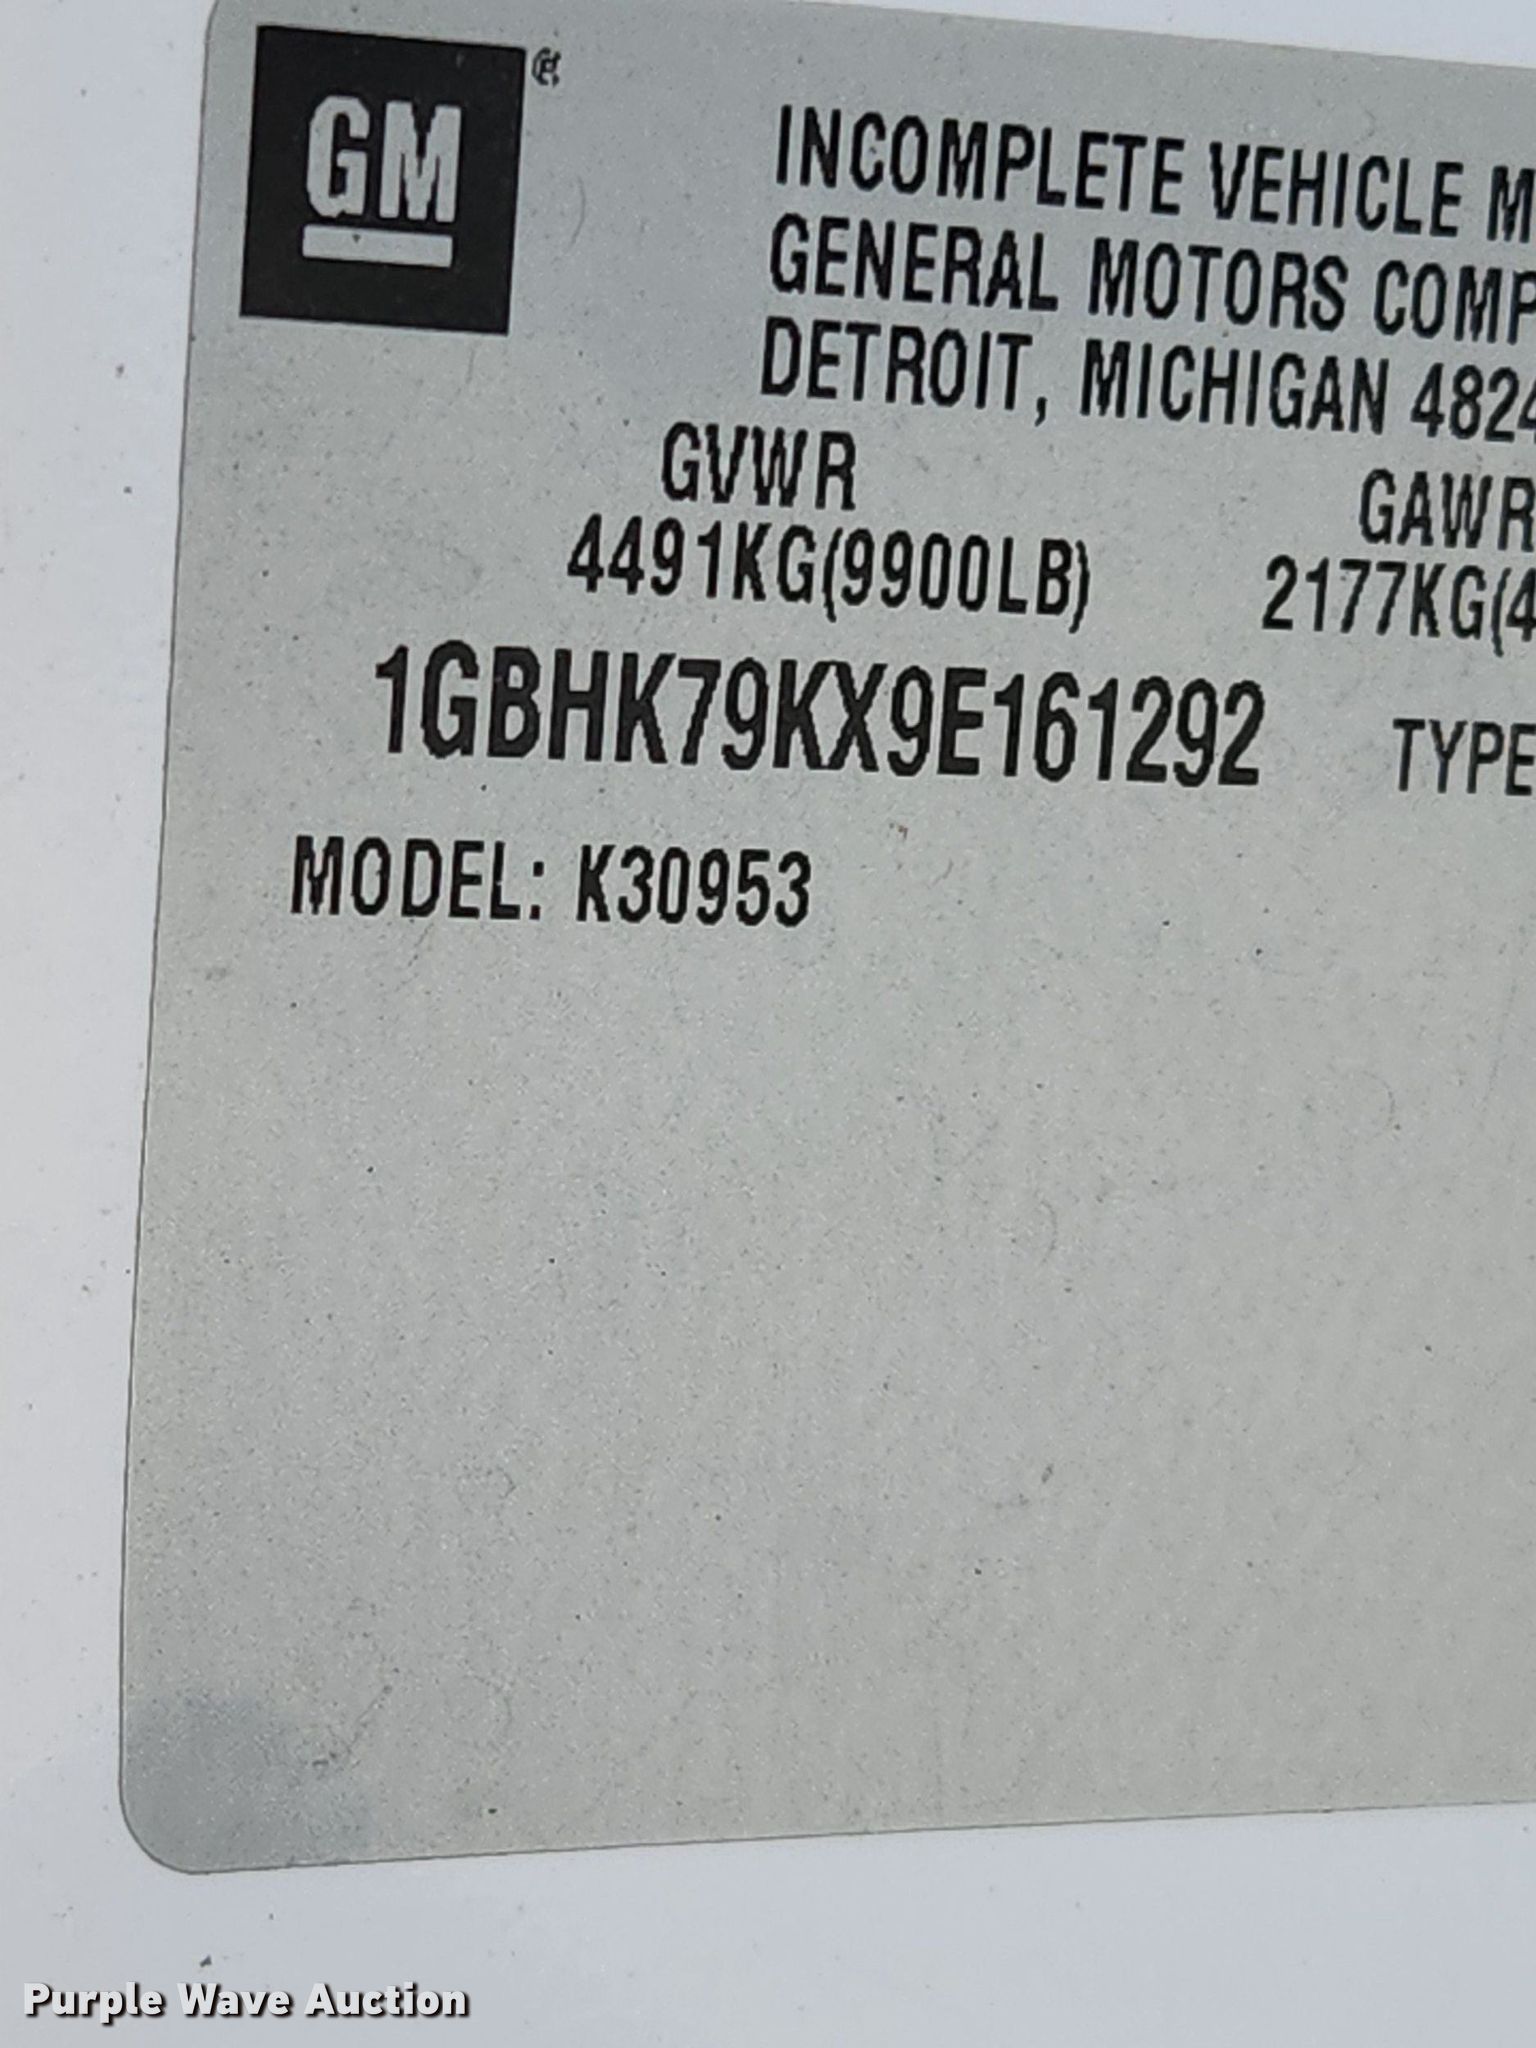 GM®
INCOMPLETE VEHICLE M
GENERAL MOTORS COMP
DETROIT, MICHIGAN 4824
GVWR GAWR
4491KG(9900LB) 2177KG(4
1GBHK79KX9E161292 TYPE
MODEL: K30953
Purple Wave Auction